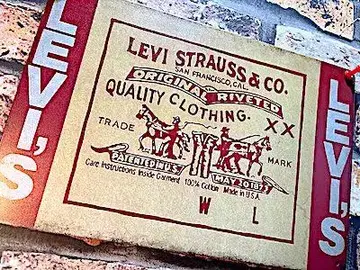 LEVI'S
LEVI STRAUSS & CO.
SAN FRANCISCO, CAL.
ORIGINAL RIVETED
QUALITY CLOTHING.
XX
TRADE MARK
PATENTED IN U.S.
MAY 20 1873
Care Instructions Inside Garment 100% Cotton Made in U.S.A.
W L
LEVI'S